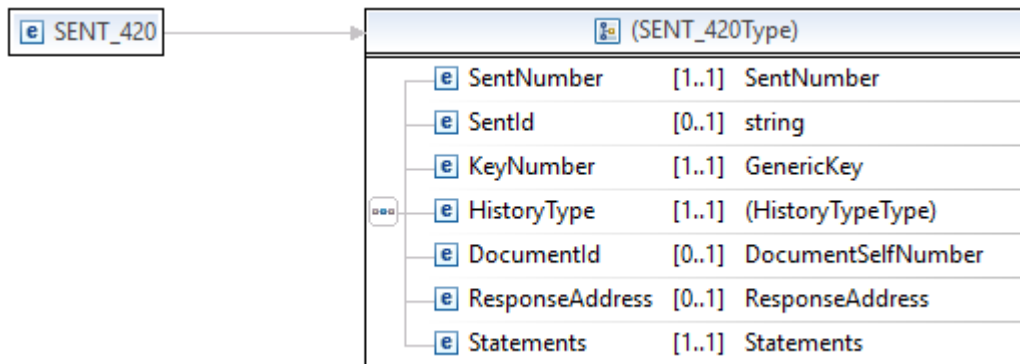 e SENT_420
(SENT_420Type)
e SentNumber [1..1] SentNumber
e SentId [0..1] string
e KeyNumber [1..1] GenericKey
e HistoryType [1..1] (HistoryTypeType)
e DocumentId [0..1] DocumentSelfNumber
e ResponseAddress [0..1] ResponseAddress
e Statements [1..1] Statements